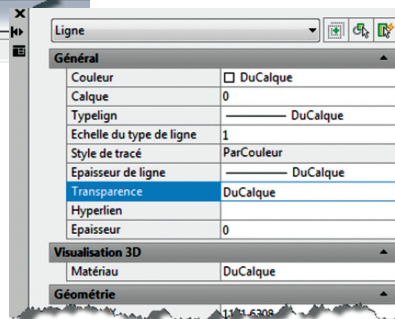 Ligne
Général
Couleur DuCalque
Calque 0
Typelign DuCalque
Echelle du type de ligne 1
Style de tracé ParCouleur
Epaisseur de ligne DuCalque
Transparence DuCalque
Hyperlien
Epaisseur 0
Visualisation 3D
Matériau DuCalque
Géométrie